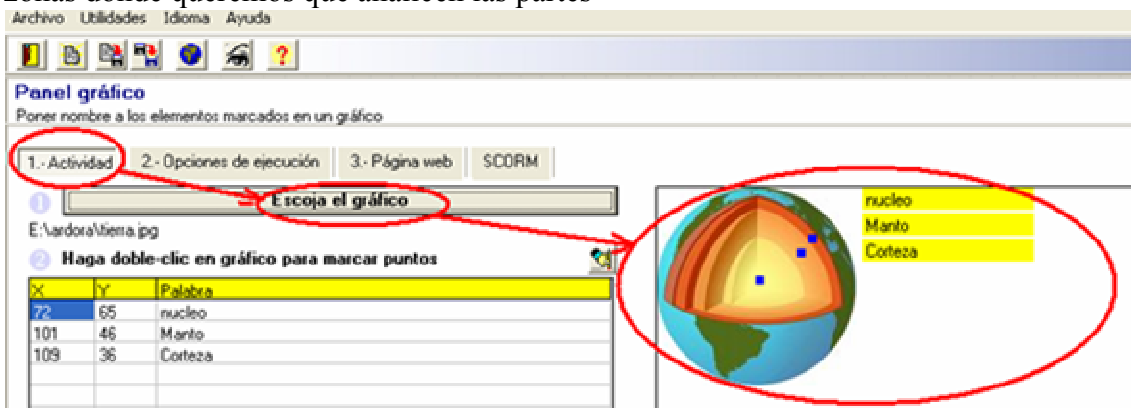 zonas donde queremos que añancen las partes
Archivo Utilidades Idioma Ayuda
Panel gráfico
Poner nombre a los elementos marcados en un gráfico
1.- Actividad 2.- Opciones de ejecución 3.- Página web SCORM
1 Escoja el gráfico
E:\ardora\tierra.jpg
2 Haga doble-clic en gráfico para marcar puntos
X Y Palabra
72 65 nucleo
101 46 Manto
109 36 Corteza
nucleo
Manto
Corteza